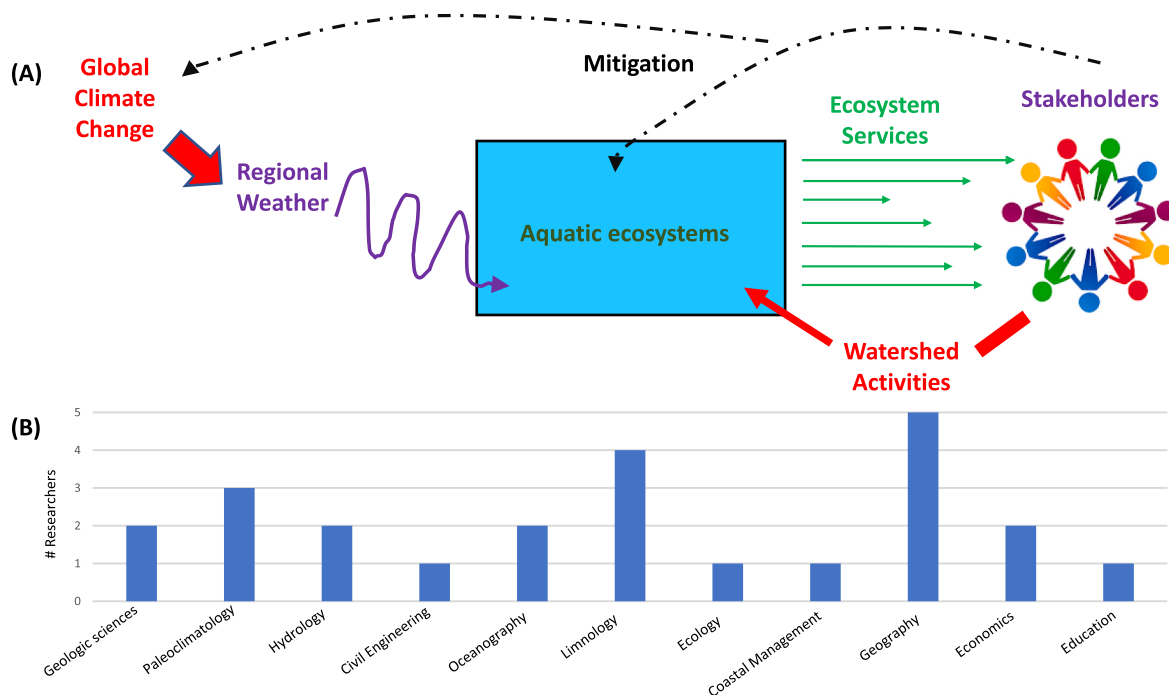 (A)
Global
Climate
Change
Mitigation
Ecosystem
Services
Stakeholders
Regional
Weather
Aquatic ecosystems
Watershed
Activities
(B)
# Researchers
5
4
3
2
1
0
Geologic sciences
Paleoclimatology
Hydrology
Civil Engineering
Oceanography
Limnology
Ecology
Coastal Management
Geography
Economics
Education